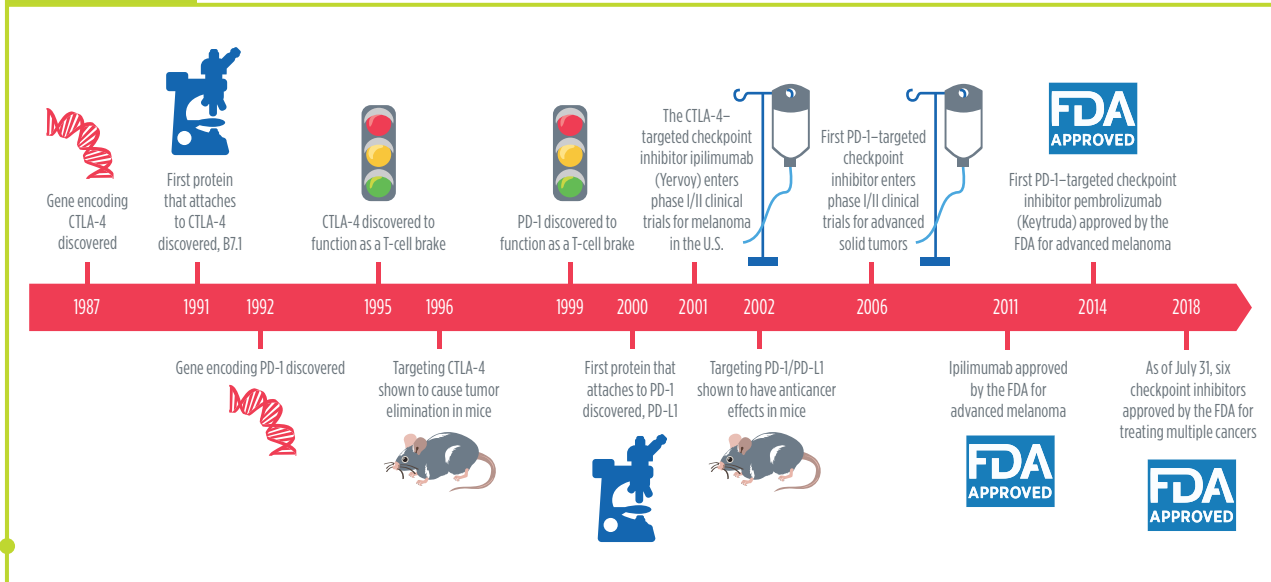 Gene encoding
CTLA-4
discovered
First protein
that attaches
to CTLA-4
discovered, B7.1
CTLA-4 discovered to
function as a T-cell brake
PD-1 discovered to
function as a T-cell brake
The CTLA-4–
targeted checkpoint
inhibitor ipilimumab
(Yervoy) enters
phase I/II clinical
trials for melanoma
in the U.S.
First PD-1–targeted
checkpoint
inhibitor enters
phase I/II clinical
trials for advanced
solid tumors
FDA
APPROVED
First PD-1–targeted checkpoint
inhibitor pembrolizumab
(Keytruda) approved by the
FDA for advanced melanoma
1987 1991 1992 1995 1996 1999 2000 2001 2002 2006 2011 2014 2018
Gene encoding PD-1 discovered
Targeting CTLA-4
shown to cause tumor
elimination in mice
First protein that
attaches to PD-1
discovered, PD-L1
Targeting PD-1/PD-L1
shown to have anticancer
effects in mice
Ipilimumab approved
by the FDA for
advanced melanoma
FDA
APPROVED
As of July 31, six
checkpoint inhibitors
approved by the FDA for
treating multiple cancers
FDA
APPROVED